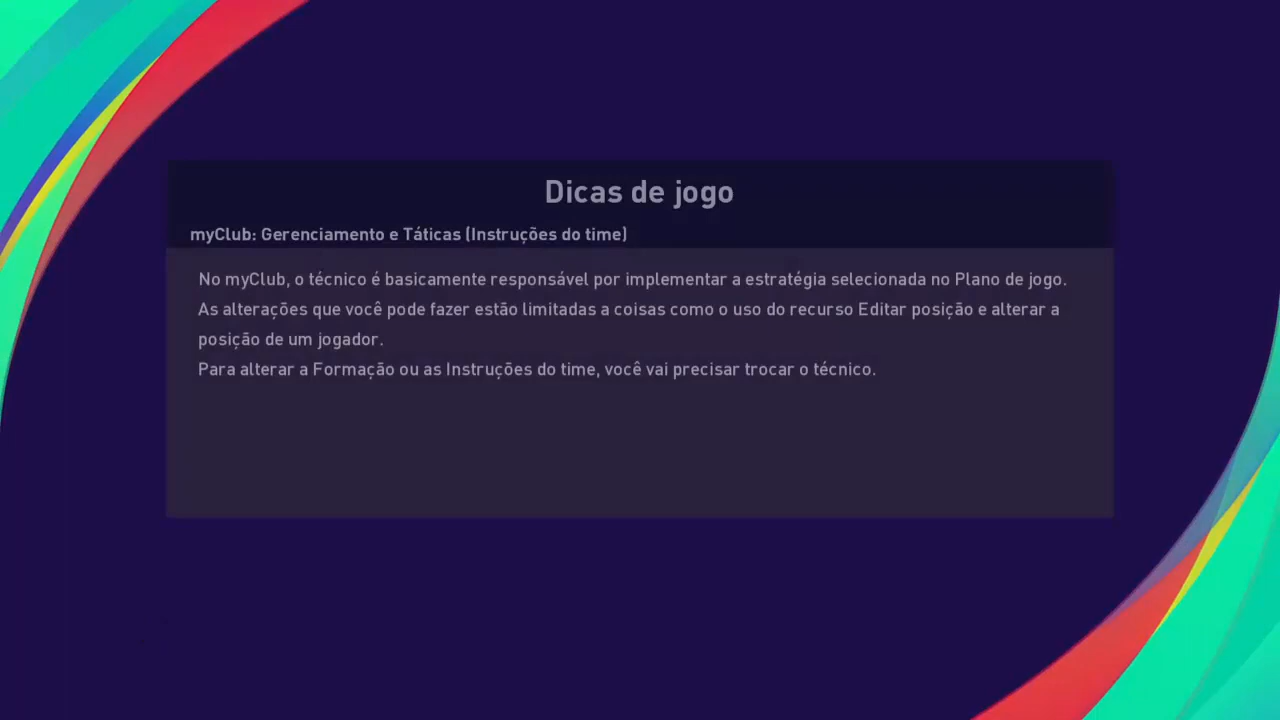 Dicas de jogo
myClub: Gerenciamento e Táticas (Instruções do time)
No myClub, o técnico é basicamente responsável por implementar a estratégia selecionada no Plano de jogo.
As alterações que você pode fazer estão limitadas a coisas como o uso do recurso Editar posição e alterar a
posição de um jogador.
Para alterar a Formação ou as Instruções do time, você vai precisar trocar o técnico.